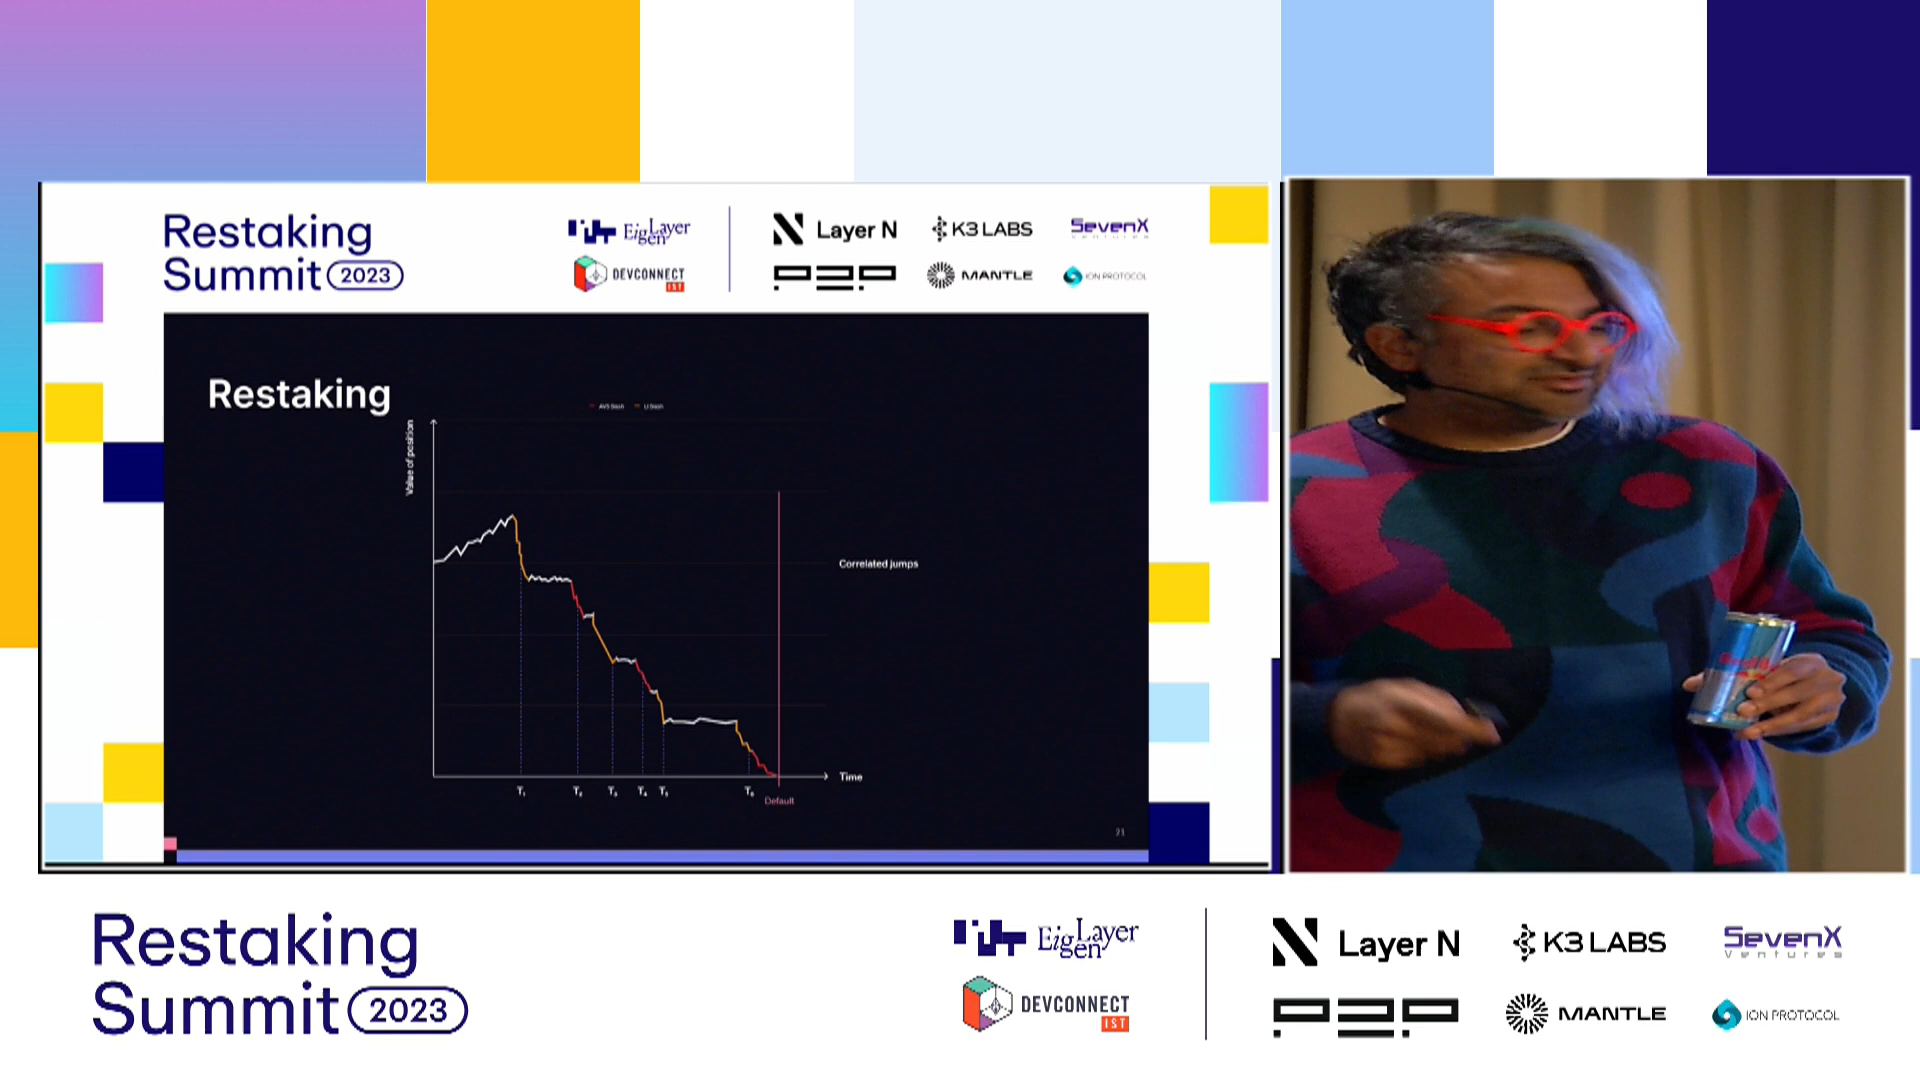 Restaking
Summit 2023
EigenLayer
DEVCONNECT
IST
Layer N
K3 LABS
SevenX
Ventures
P2P
MANTLE
ION PROTOCOL
Restaking
AVS Slash
L1 Slash
Value of position
Correlated jumps
Time
T1 T2 T3 T4 T5 T6
Default
21
Restaking
Summit 2023
EigenLayer
DEVCONNECT
IST
Layer N
K3 LABS
SevenX
Ventures
P2P
MANTLE
ION PROTOCOL